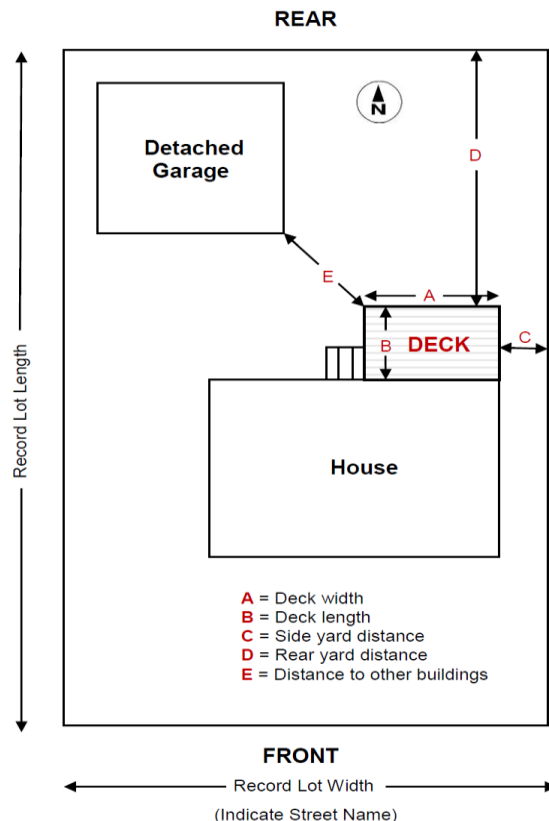 REAR
N
Detached
Garage
D
E
A
B
DECK
C
Record Lot Length
House
A = Deck width
B = Deck length
C = Side yard distance
D = Rear yard distance
E = Distance to other buildings
FRONT
Record Lot Width
(Indicate Street Name)